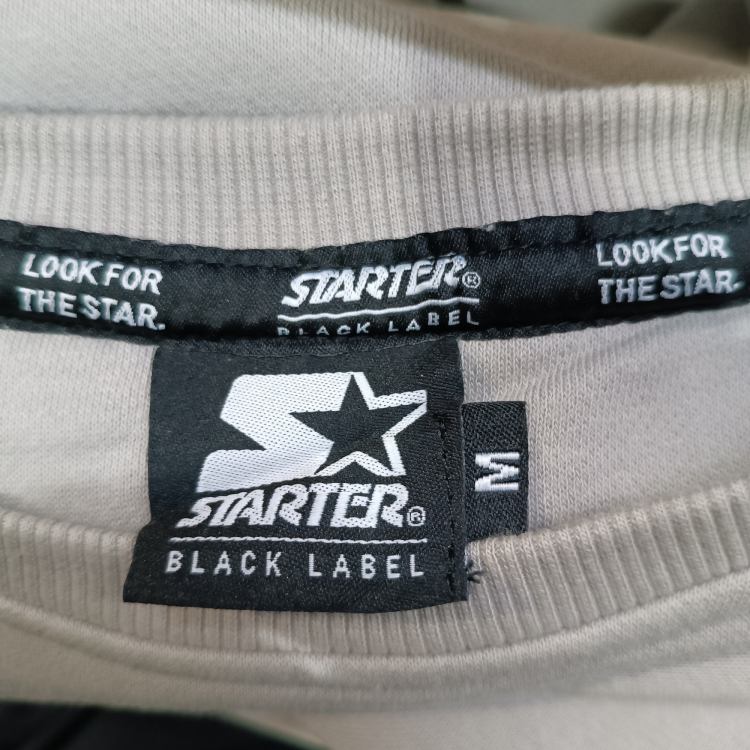 LOOK FOR
THE STAR.
STARTER®
BLACK LABEL
LOOK FOR
THE STAR.
STARTER®
BLACK LABEL
M